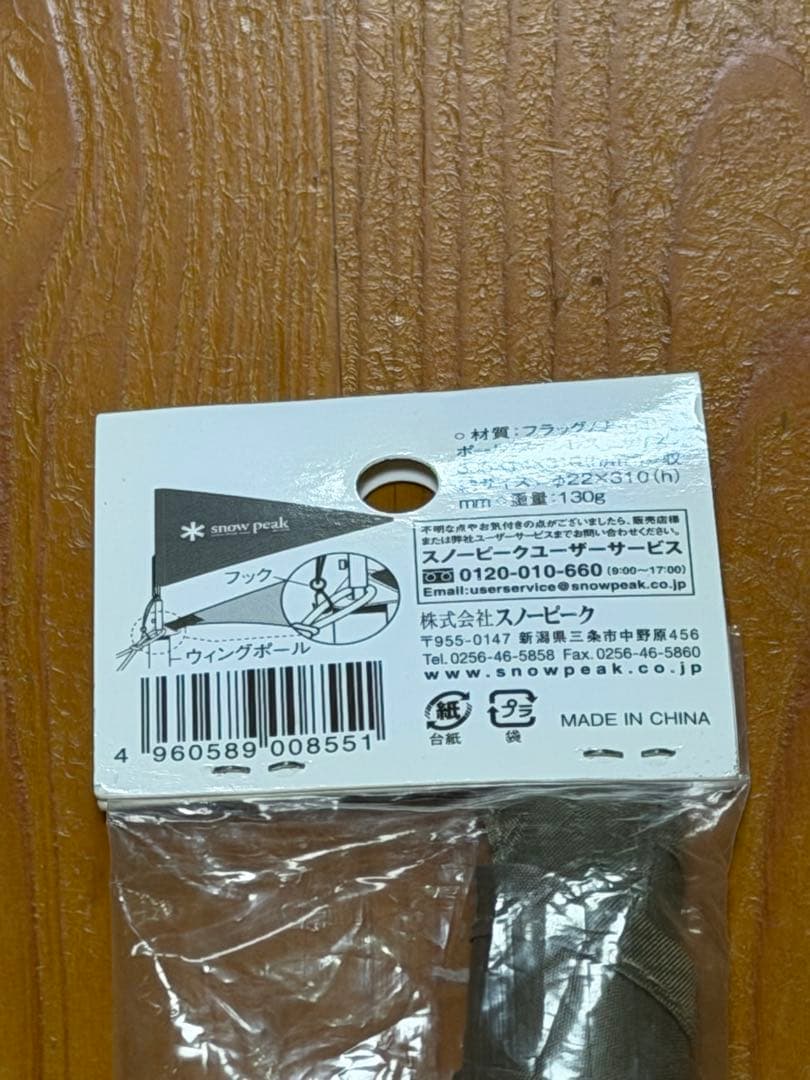 ○ 材質：フラッグ/
ポー
収
サイズ
φ22×310(h)
mm ○ 重量：130g
不明な点やお気付きの点がございましたら、販売店様
または弊社ユーザーサービスまでお問い合わせください。
スノーピークユーザーサービス
0120-010-660 (9:00〜17:00)
Email:userservice@snowpeak.co.jp
株式会社スノーピーク
〒955-0147 新潟県三条市中野原456
Tel.0256-46-5858 Fax.0256-46-5860
www.snowpeak.co.jp
snow peak
フック
ウィングポール
4 960589 008551
紙
台紙
プラ
袋
MADE IN CHINA